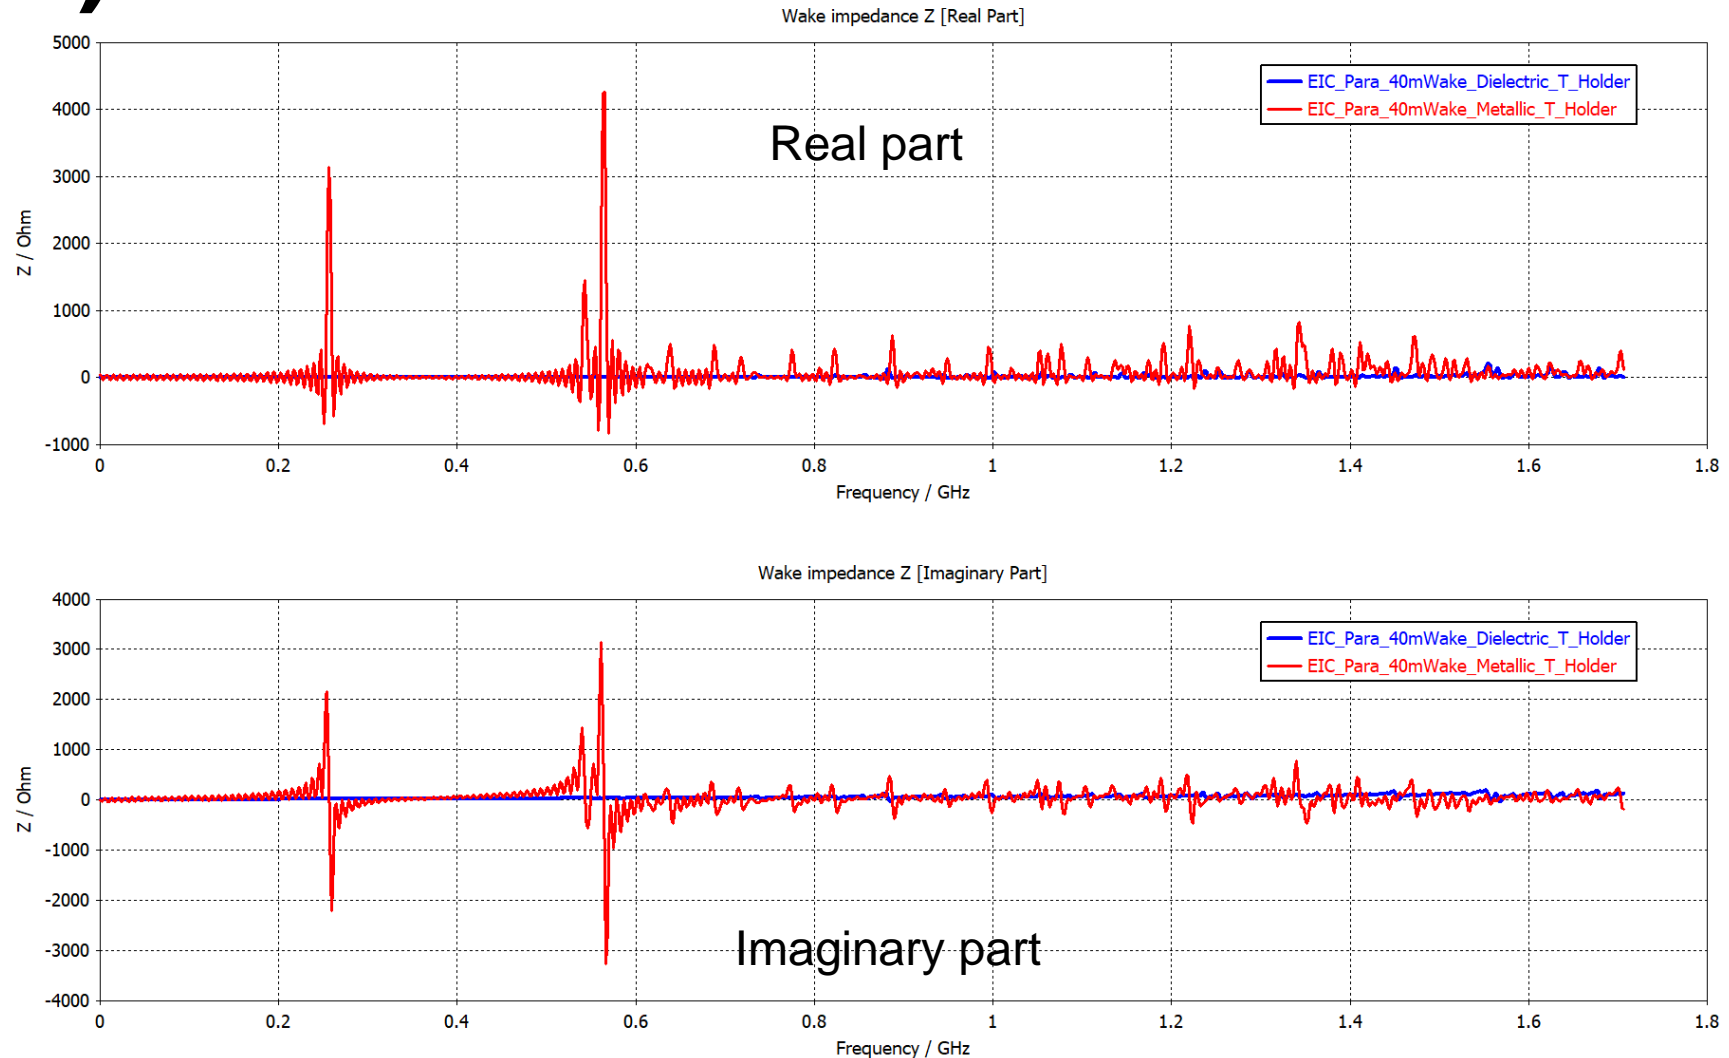 )
Wake impedance Z [Real Part]
5000
4000
3000
2000
1000
0
-1000
Z / Ohm
EIC_Para_40mWake_Dielectric_T_Holder
EIC_Para_40mWake_Metallic_T_Holder
Real part
0 0.2 0.4 0.6 0.8 1 1.2 1.4 1.6 1.8
Frequency / GHz
Wake impedance Z [Imaginary Part]
4000
3000
2000
1000
0
-1000
-2000
-3000
-4000
Z / Ohm
EIC_Para_40mWake_Dielectric_T_Holder
EIC_Para_40mWake_Metallic_T_Holder
Imaginary part
0 0.2 0.4 0.6 0.8 1 1.2 1.4 1.6 1.8
Frequency / GHz